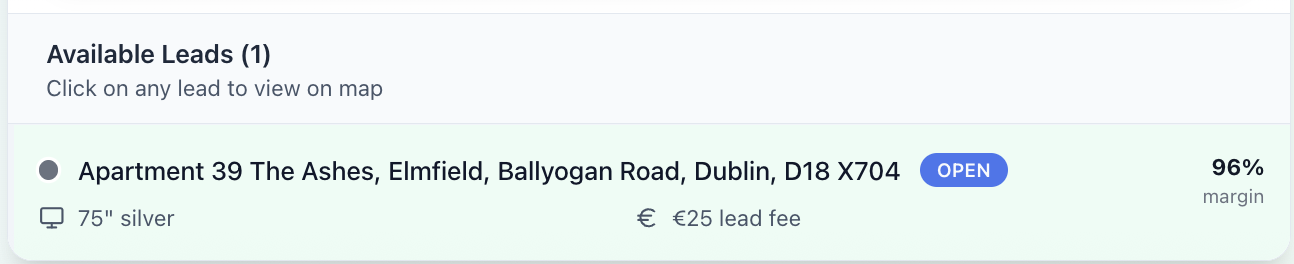 Available Leads (1)
Click on any lead to view on map
Apartment 39 The Ashes, Elmfield, Ballyogan Road, Dublin, D18 X704 OPEN 96%
margin
75" silver €  €25 lead fee